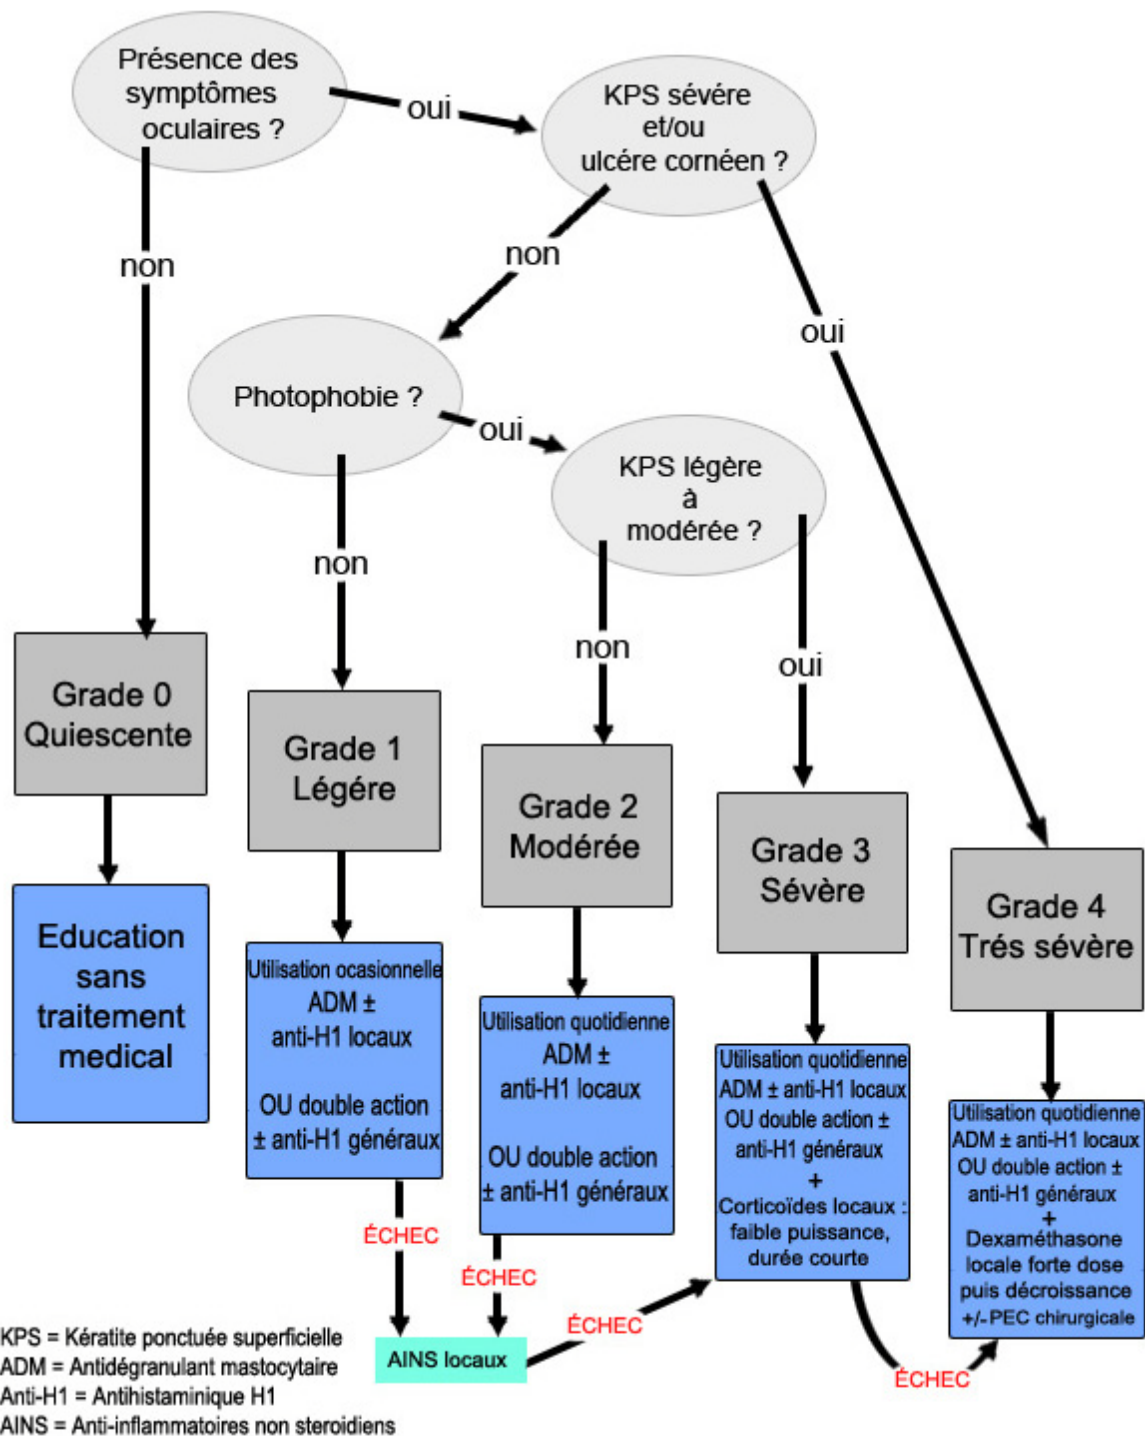 Présence des
symptômes
oculaires ?
oui
KPS sévére
et/ou
ulcére cornéen ?
non
non
oui
Photophobie ?
oui
KPS légère
à
modérée ?
non
non
oui
Grade 0
Quiescente
Grade 1
Légére
Grade 2
Modérée
Grade 3
Sévère
Grade 4
Trés sévère
Education
sans
traitement
medical
Utilisation ocasionnelle
ADM ±
anti-H1 locaux
OU double action
± anti-H1 généraux
Utilisation quotidienne
ADM ±
anti-H1 locaux
OU double action
± anti-H1 généraux
Utilisation quotidienne
ADM ± anti-H1 locaux
OU double action ±
anti-H1 généraux
+
Corticoïdes locaux :
faible puissance,
durée courte
Utilisation quotidienne
ADM ± anti-H1 locaux
OU double action ±
anti-H1 généraux
+
Dexaméthasone
locale forte dose
puis décroissance
+/- PEC chirurgicale
ÉCHEC
ÉCHEC
ÉCHEC
ÉCHEC
AINS locaux
KPS = Kératite ponctuée superficielle
ADM = Antidégranulant mastocytaire
Anti-H1 = Antihistaminique H1
AINS = Anti-inflammatoires non steroidiens